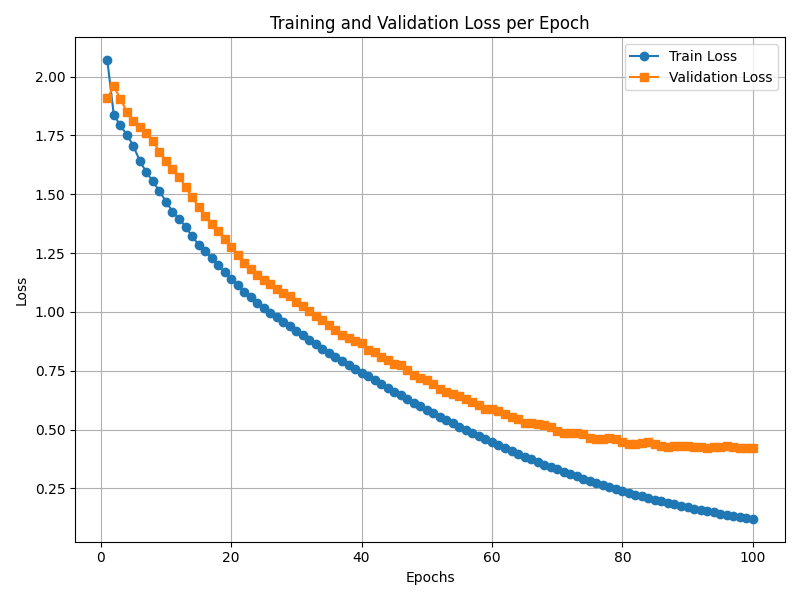 Training and Validation Loss per Epoch
Train Loss
Validation Loss
2.00
1.75
1.50
1.25
1.00
0.75
0.50
0.25
Loss
0 20 40 60 80 100
Epochs